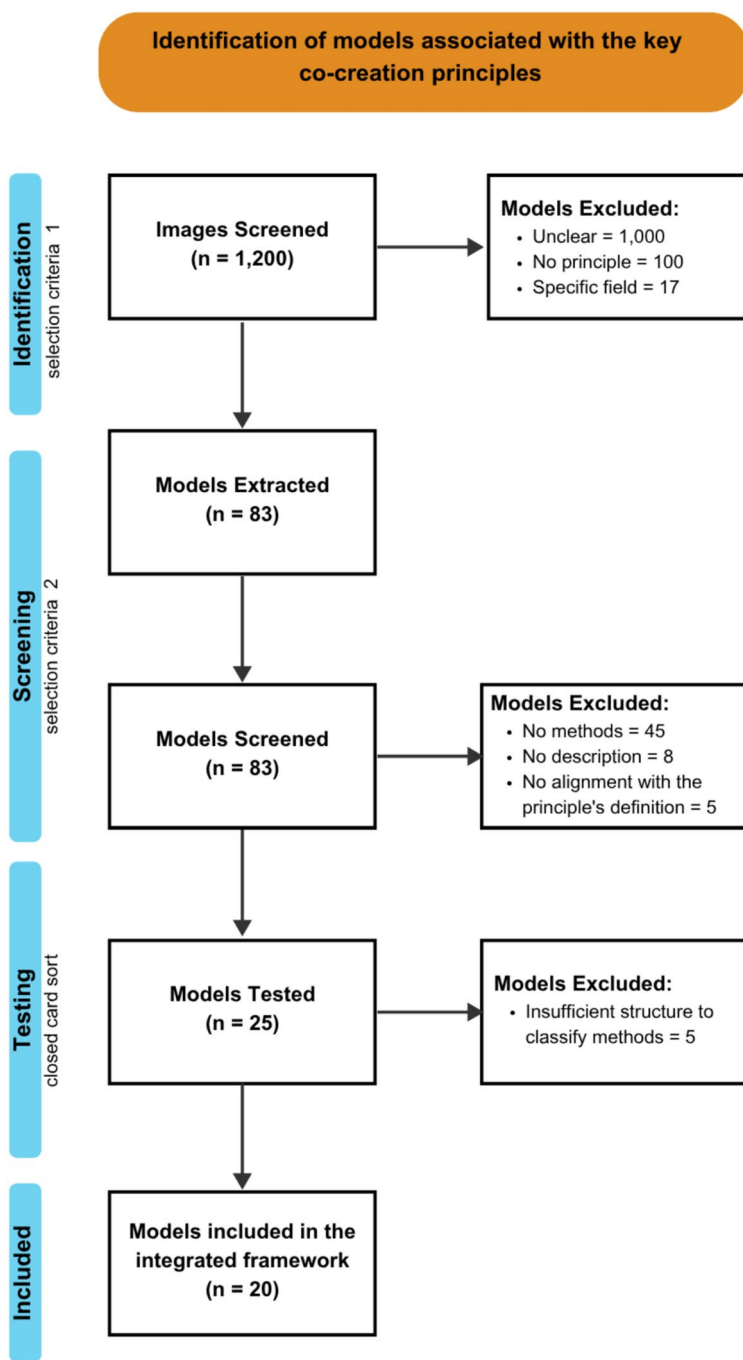 Identification of models associated with the key
co-creation principles
Identification
selection criteria 1
Images Screened
(n = 1,200)
Models Excluded:
• Unclear = 1,000
• No principle = 100
• Specific field = 17
Screening
selection criteria 2
Models Extracted
(n = 83)
Models Screened
(n = 83)
Models Excluded:
• No methods = 45
• No description = 8
• No alignment with the
principle's definition = 5
Testing
closed card sort
Models Tested
(n = 25)
Models Excluded:
• Insufficient structure to
classify methods = 5
Included
Models included in the
integrated framework
(n = 20)